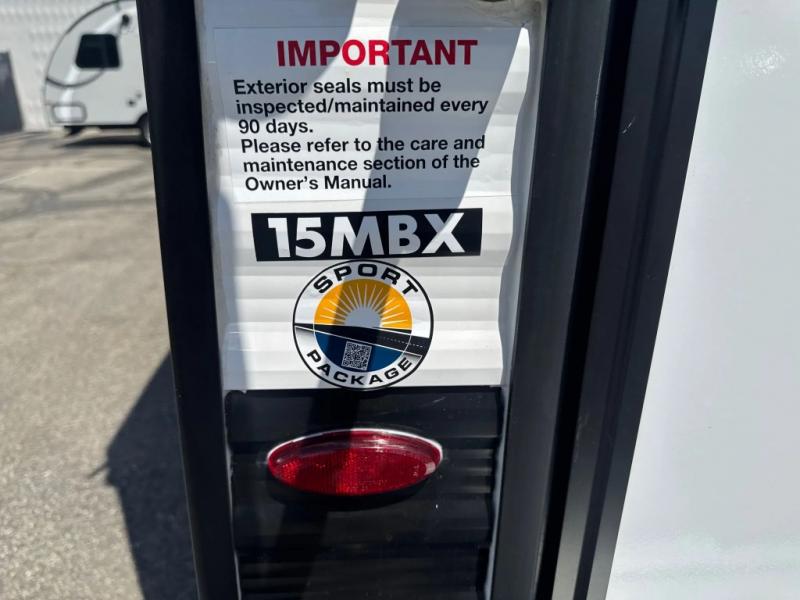 IMPORTANT
Exterior seals must be
inspected/maintained every
90 days.
Please refer to the care and
maintenance section of the
Owner's Manual.
15MBX
SPORT
PACKAGE